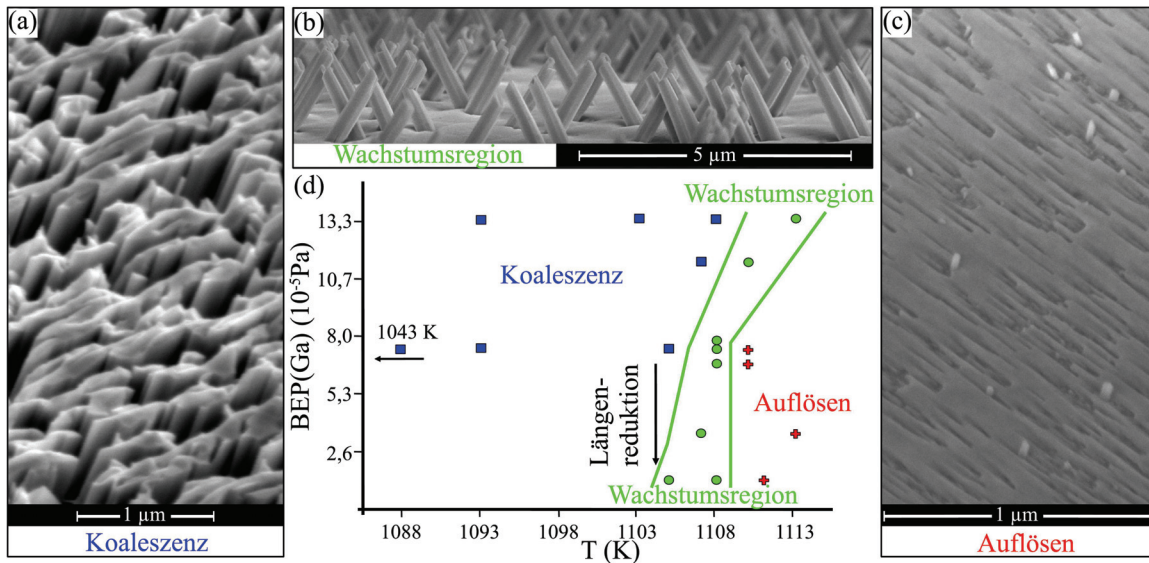 (a)
1 µm
Koaleszenz
(b)
Wachstumsregion
5 µm
(c)
1 µm
Auflösen
(d)
BEP(Ga) (10⁻⁵Pa)
13,3
10,7
8,0
5,3
2,6
Wachstumsregion
Koaleszenz
1043 K
Längen-
reduktion
Auflösen
Wachstumsregion
1088 1093 1098 1103 1108 1113
T (K)